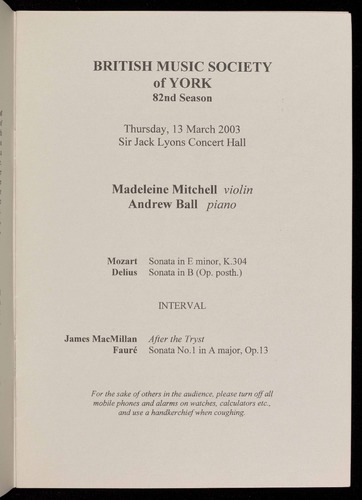 BRITISH MUSIC SOCIETY
of YORK
82nd Season
Thursday, 13 March 2003
Sir Jack Lyons Concert Hall
Madeleine Mitchell violin
Andrew Ball piano
Mozart Sonata in E minor, K.304
Delius Sonata in B (Op. posth.)
INTERVAL
James MacMillan After the Tryst
Fauré Sonata No.1 in A major, Op.13
For the sake of others in the audience, please turn off all
mobile phones and alarms on watches, calculators etc.,
and use a handkerchief when coughing.